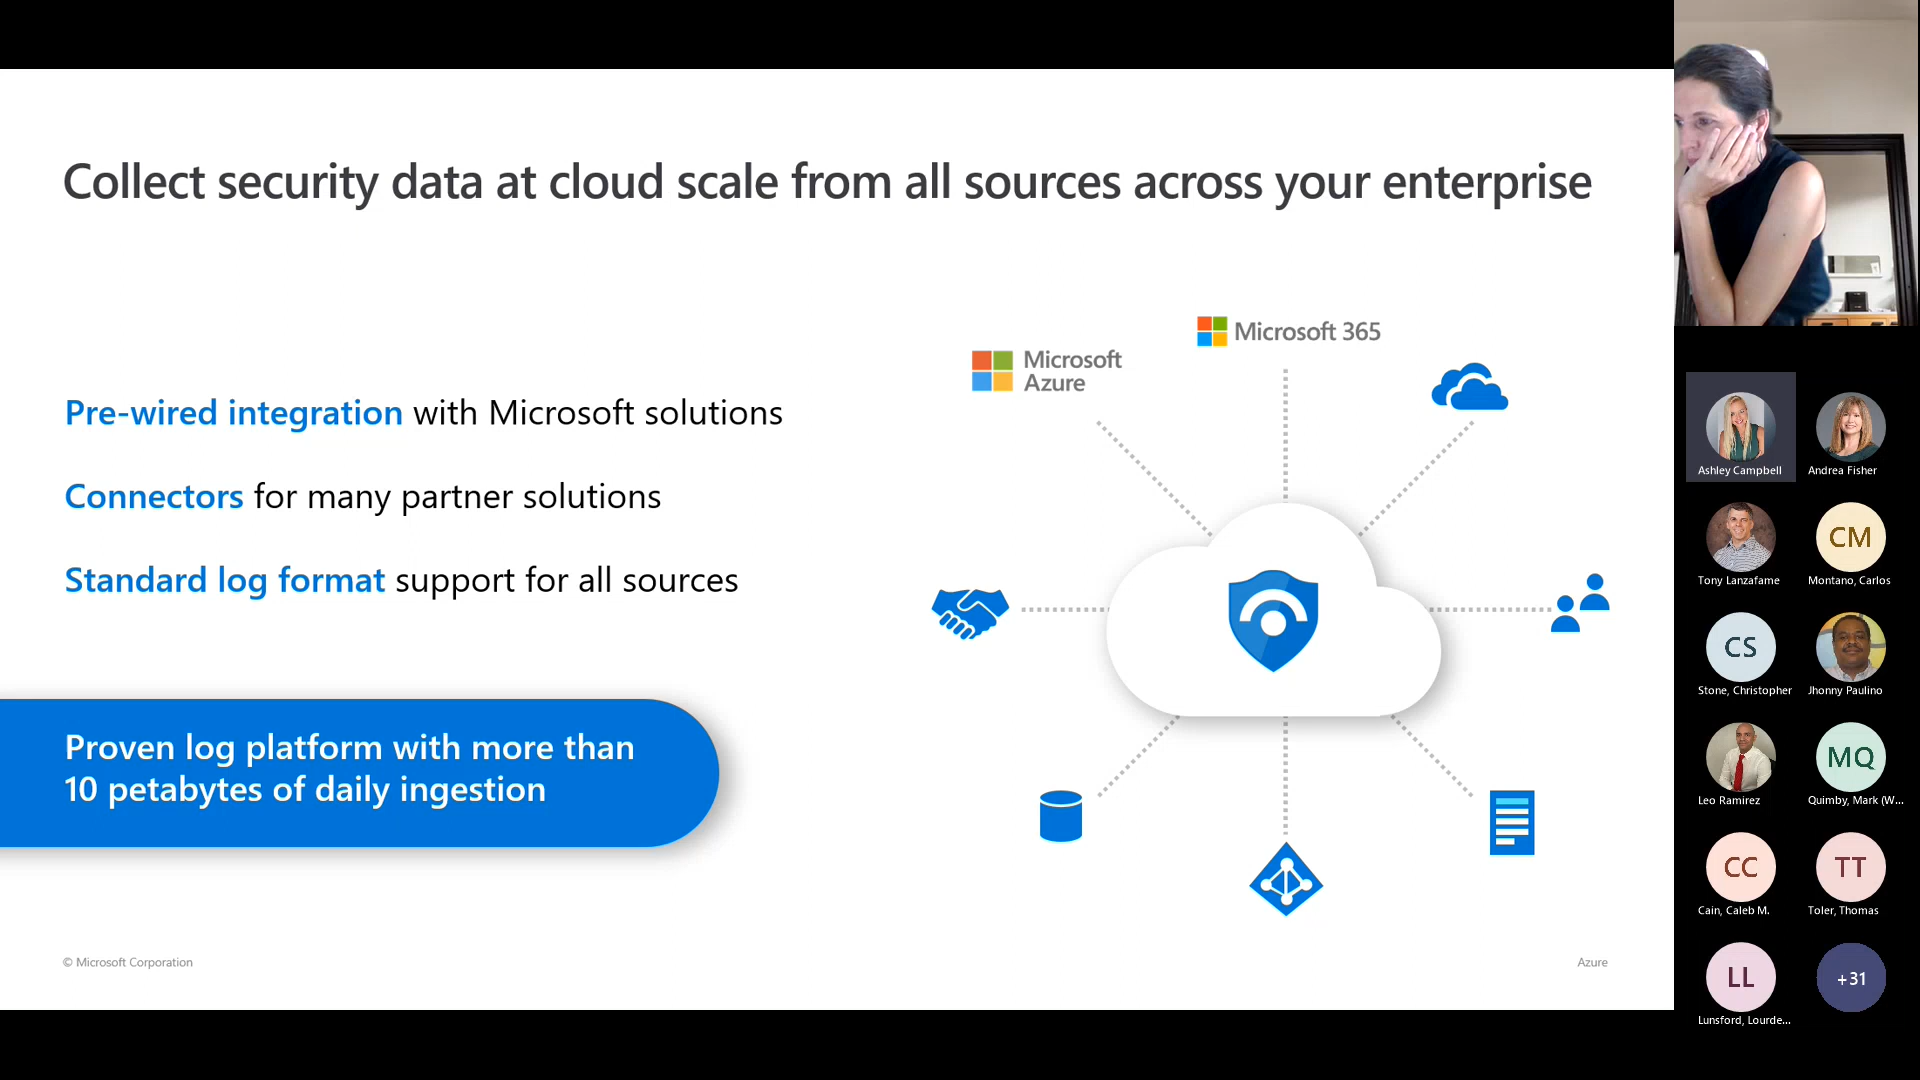 Collect security data at cloud scale from all sources across your enterprise
Pre-wired integration with Microsoft solutions
Connectors for many partner solutions
Standard log format support for all sources
Proven log platform with more than
10 petabytes of daily ingestion
Microsoft
Azure
Microsoft 365
© Microsoft Corporation
Azure
Ashley Campbell
Andrea Fisher
Tony Lanzafame
CM
Montano, Carlos
CS
Stone, Christopher
Jhonny Paulino
Leo Ramirez
MQ
Quimby, Mark (W...
CC
Cain, Caleb M.
TT
Toler, Thomas
LL
Lunsford, Lourde...
+31